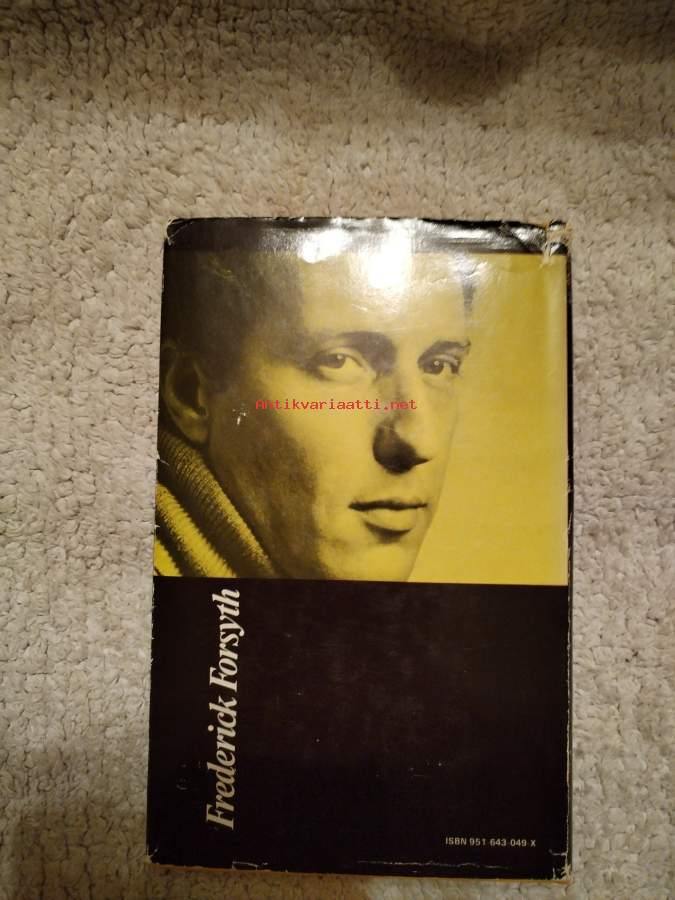 Antikvariaatti.net
Frederick Forsyth
ISBN 951 643 049 X